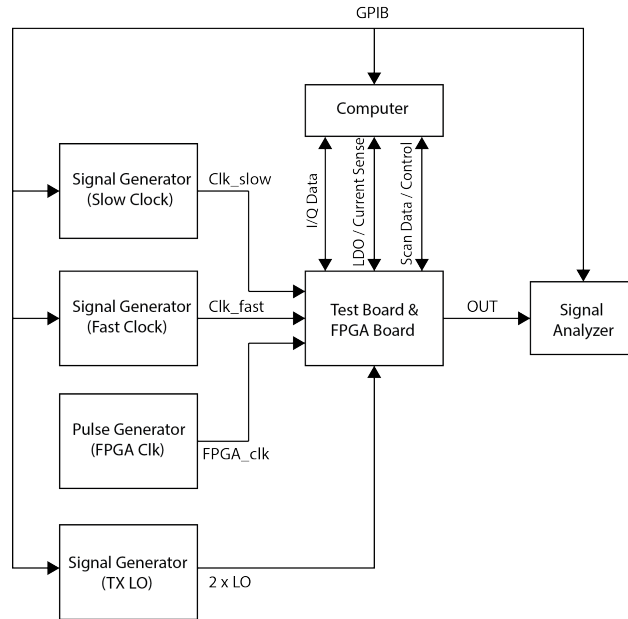 GPIB
Computer
I/Q Data
LDO / Current Sense
Scan Data / Control
Signal Generator
(Slow Clock)
Clk_slow
Signal Generator
(Fast Clock)
Clk_fast
Test Board &
FPGA Board
OUT
Signal
Analyzer
Pulse Generator
(FPGA Clk)
FPGA_clk
Signal Generator
(TX LO)
2 x LO